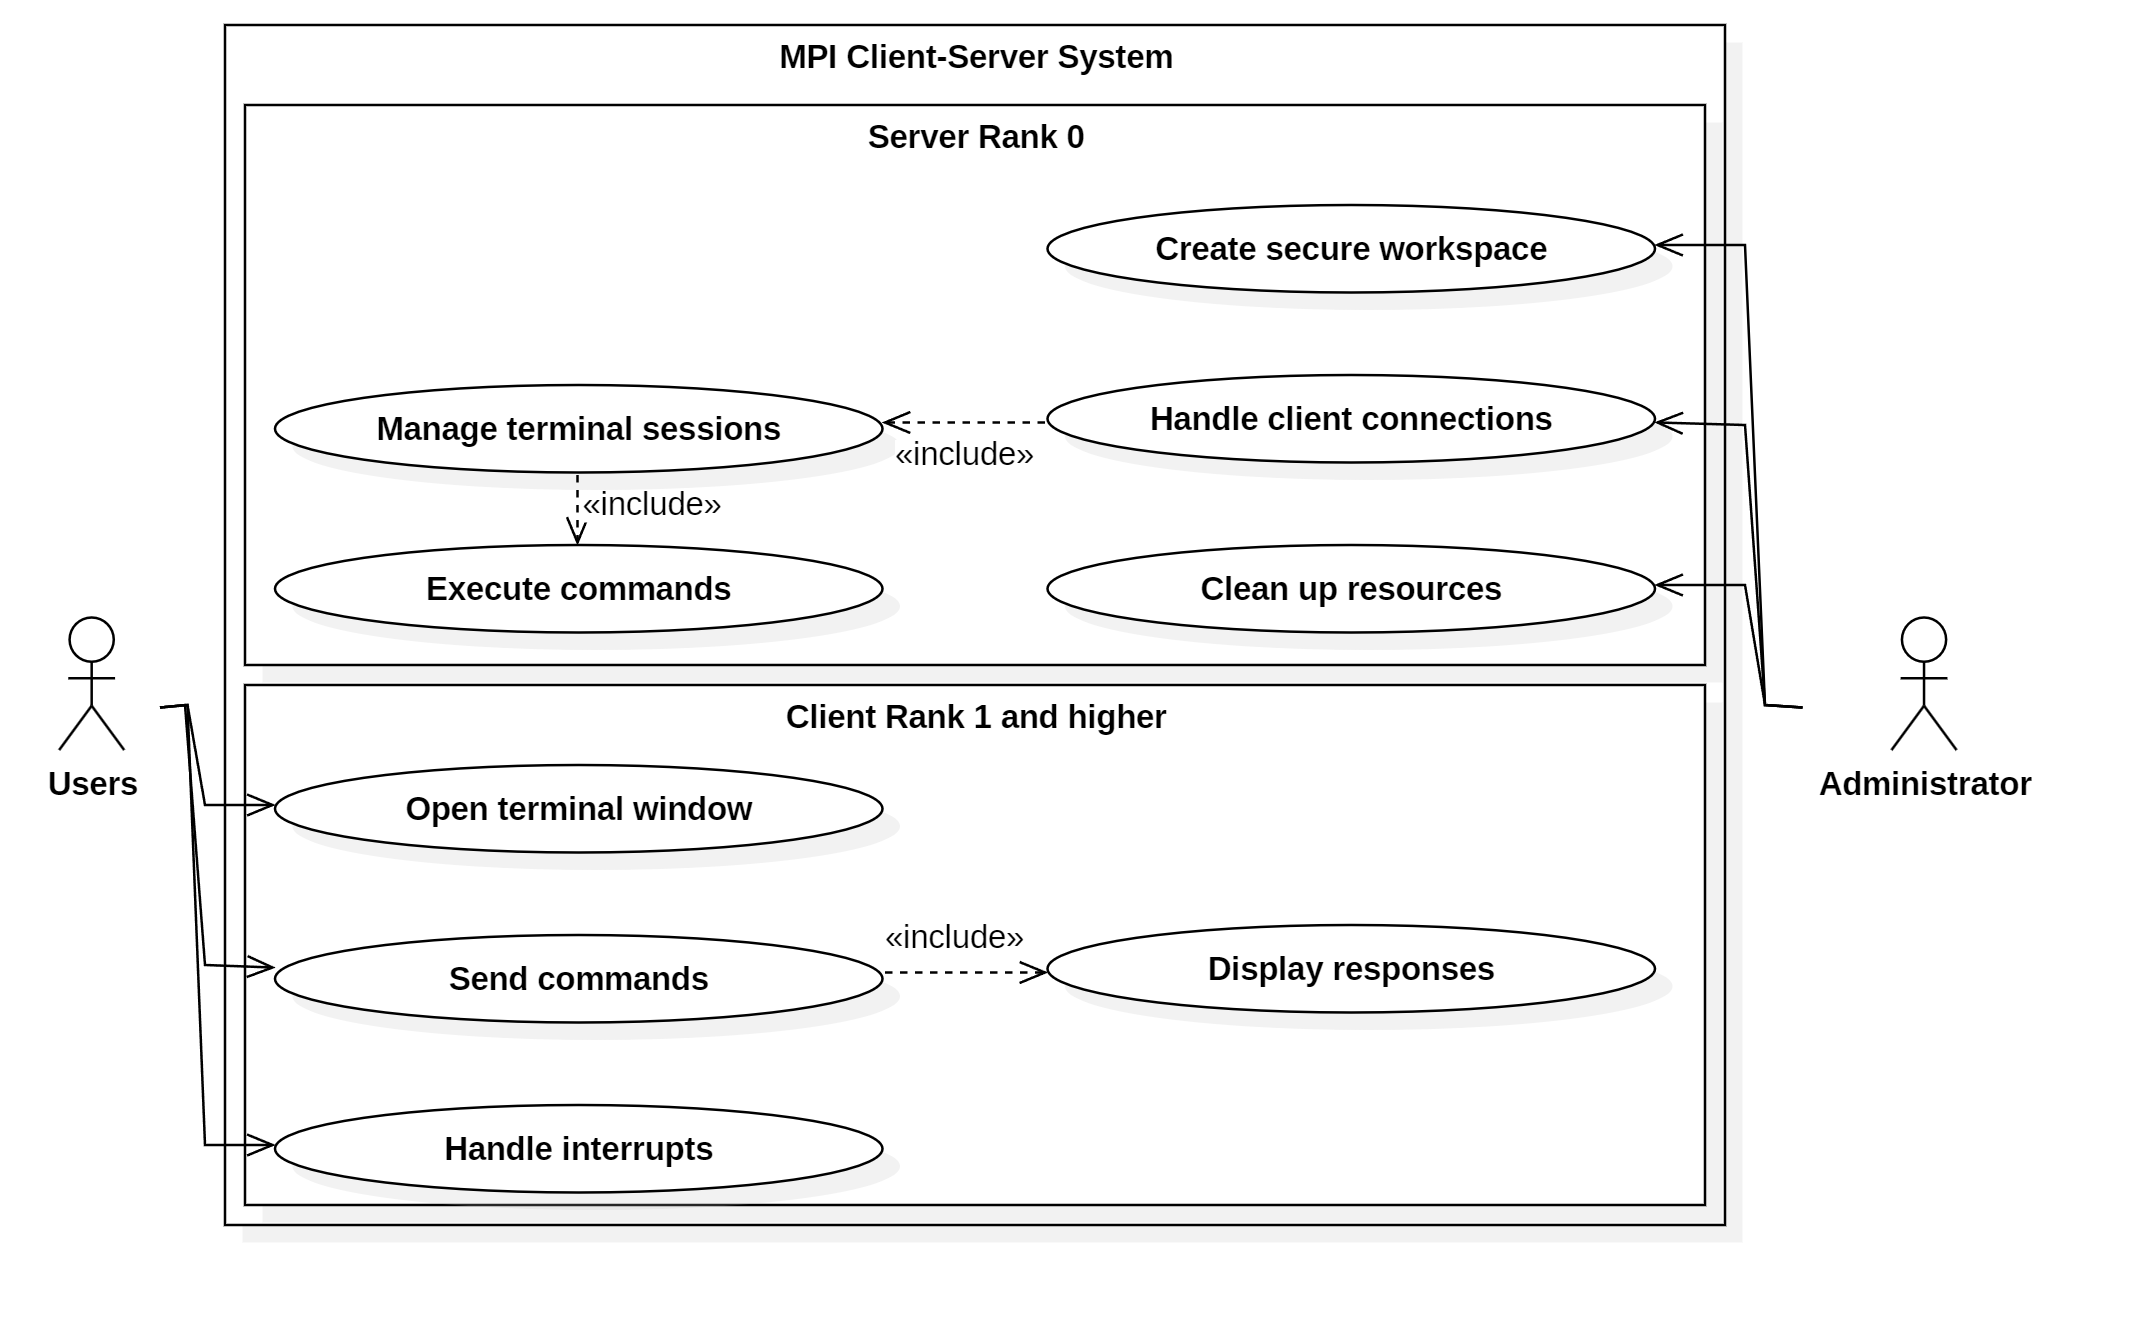 MPI Client-Server System
Server Rank 0
Create secure workspace
Manage terminal sessions
Handle client connections
«include»
«include»
Execute commands
Clean up resources
Users
Administrator
Client Rank 1 and higher
Open terminal window
«include»
Send commands
Display responses
Handle interrupts